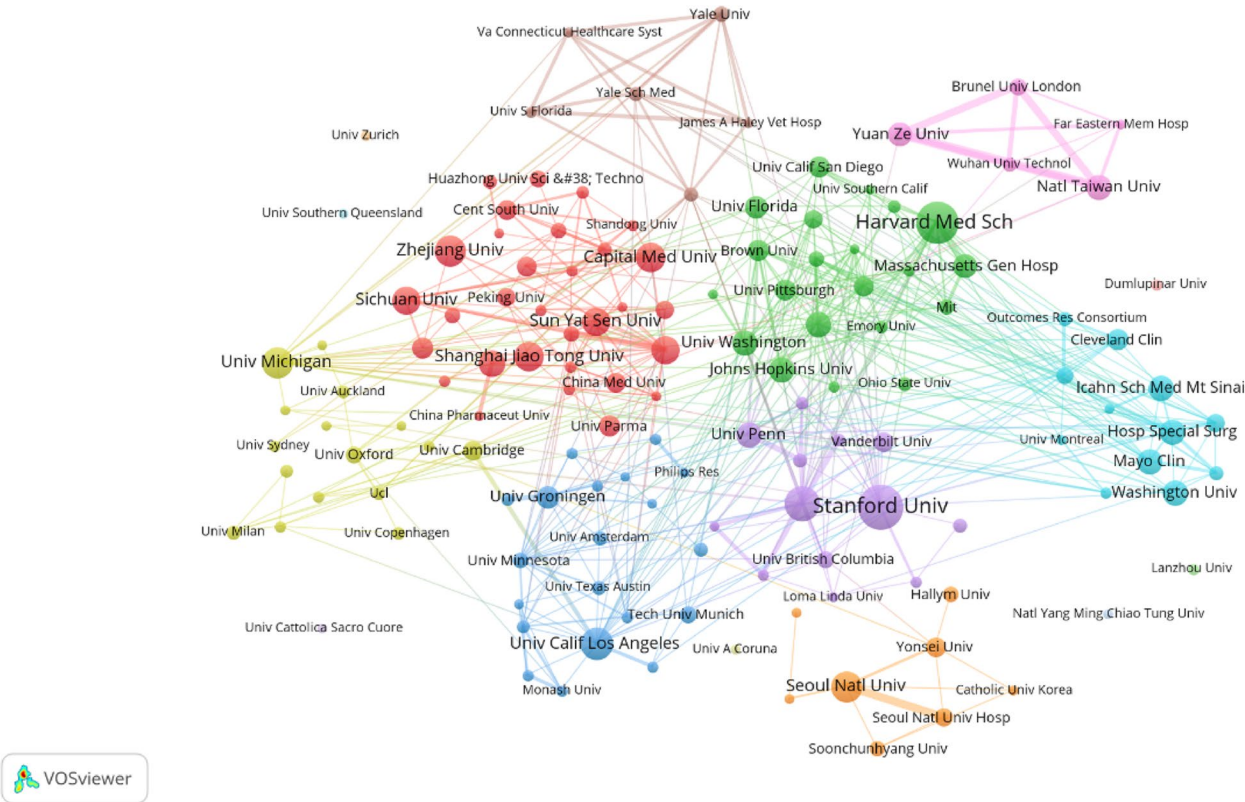 Yale Univ
Va Connecticut Healthcare Syst
Brunel Univ London
Yale Sch Med
Univ S Florida
James A Haley Vet Hosp
Far Eastern Mem Hosp
Univ Zurich
Yuan Ze Univ
Wuhan Univ Technol
Univ Calif San Diego
Huazhong Univ Sci &#38; Techno
Natl Taiwan Univ
Univ Southern Calif
Univ Southern Queensland
Cent South Univ
Univ Florida
Shandong Univ
Harvard Med Sch
Zhejiang Univ
Capital Med Univ
Brown Univ
Massachusetts Gen Hosp
Dumlupinar Univ
Univ Pittsburgh
Sichuan Univ
Peking Univ
Mit
Outcomes Res Consortium
Sun Yat Sen Univ
Emory Univ
Cleveland Clin
Univ Washington
Shanghai Jiao Tong Univ
Univ Michigan
Johns Hopkins Univ
China Med Univ
Ohio State Univ
Icahn Sch Med Mt Sinai
Univ Auckland
China Pharmaceut Univ
Univ Parma
Univ Penn
Hosp Special Surg
Vanderbilt Univ
Univ Montreal
Univ Sydney
Univ Oxford
Univ Cambridge
Mayo Clin
Philips Res
Ucl
Univ Groningen
Washington Univ
Stanford Univ
Univ Milan
Univ Copenhagen
Univ Amsterdam
Univ Minnesota
Univ British Columbia
Lanzhou Univ
Univ Texas Austin
Loma Linda Univ
Hallym Univ
Tech Univ Munich
Natl Yang Ming Chiao Tung Univ
Univ Cattolica Sacro Cuore
Univ Calif Los Angeles
Univ A Coruna
Yonsei Univ
Seoul Natl Univ
Monash Univ
Catholic Univ Korea
Seoul Natl Univ Hosp
Soonchunhyang Univ
VOSviewer